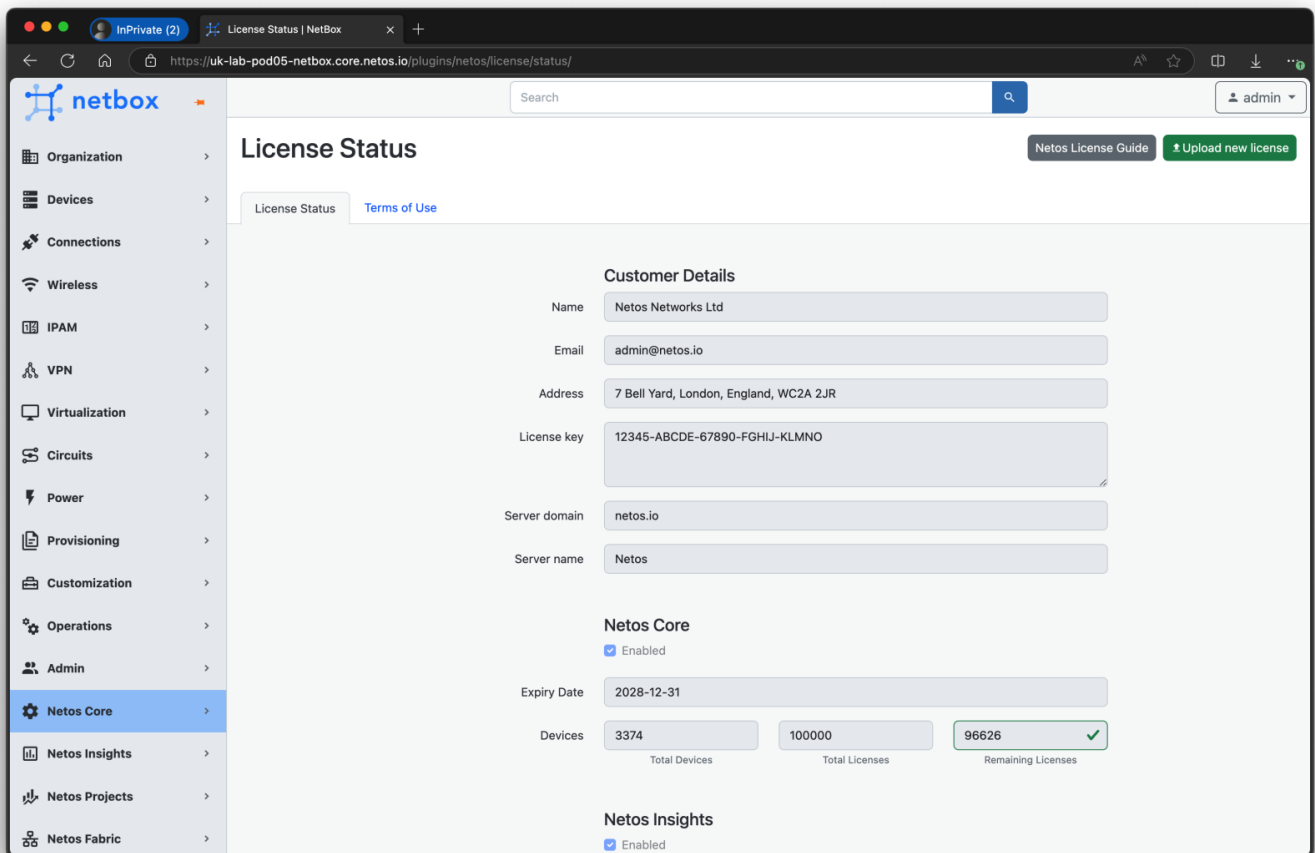 InPrivate (2)
License Status | NetBox
https://uk-lab-pod05-netbox.core.netos.io/plugins/netos/license/status/
netbox
Search
admin
Organization
Devices
Connections
Wireless
IPAM
VPN
Virtualization
Circuits
Power
Provisioning
Customization
Operations
Admin
Netos Core
Netos Insights
Netos Projects
Netos Fabric
License Status
Netos License Guide
Upload new license
License Status
Terms of Use
Customer Details
Name
Netos Networks Ltd
Email
admin@netos.io
Address
7 Bell Yard, London, England, WC2A 2JR
License key
12345-ABCDE-67890-FGHIJ-KLMNO
Server domain
netos.io
Server name
Netos
Netos Core
Enabled
Expiry Date
2028-12-31
Devices
3374
100000
96626
Total Devices
Total Licenses
Remaining Licenses
Netos Insights
Enabled